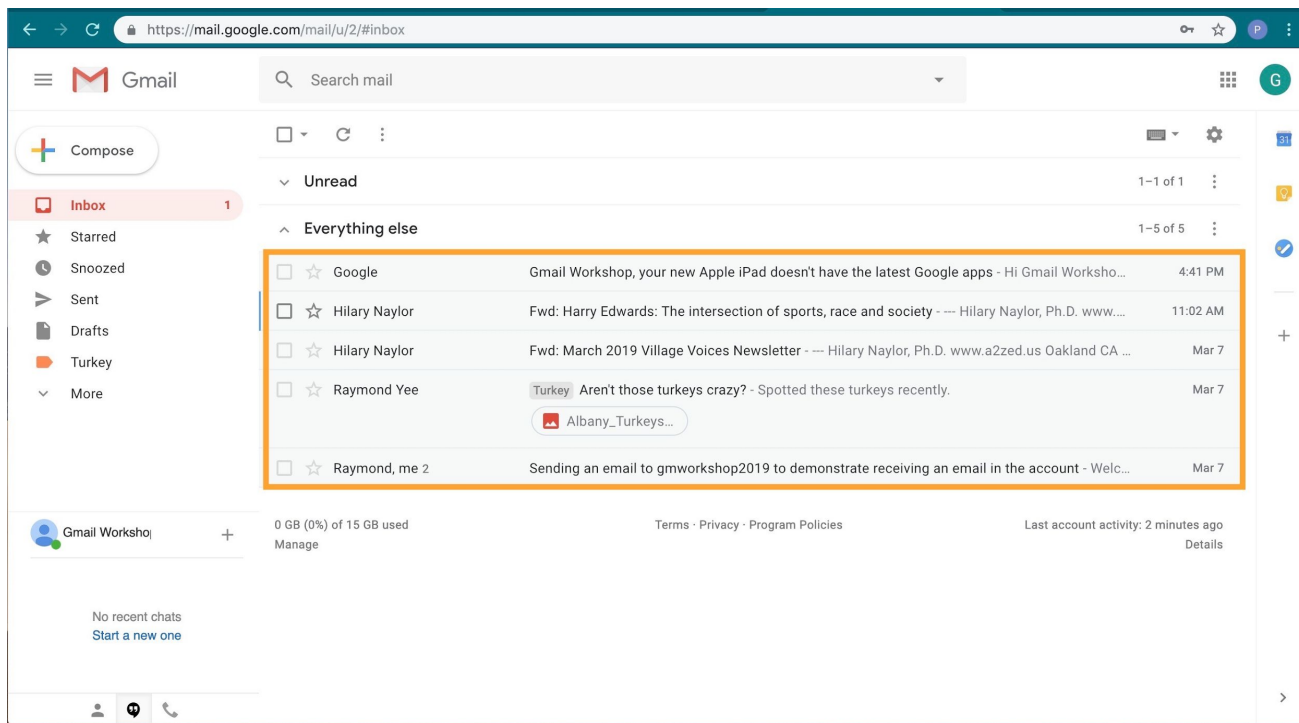 https://mail.google.com/mail/u/2/#inbox
P
Gmail
Search mail
G
Compose
31
Unread
1–1 of 1
Inbox 1
Starred
Everything else
1–5 of 5
Snoozed
Google Gmail Workshop, your new Apple iPad doesn't have the latest Google apps - Hi Gmail Worksho... 4:41 PM
Sent
Hilary Naylor Fwd: Harry Edwards: The intersection of sports, race and society - --- Hilary Naylor, Ph.D. www.... 11:02 AM
Drafts
Hilary Naylor Fwd: March 2019 Village Voices Newsletter - --- Hilary Naylor, Ph.D. www.a2zed.us Oakland CA ... Mar 7
Turkey
More
Raymond Yee Turkey Aren't those turkeys crazy? - Spotted these turkeys recently. Mar 7
Albany_Turkeys...
Raymond, me 2 Sending an email to gmworkshop2019 to demonstrate receiving an email in the account - Welc... Mar 7
0 GB (0%) of 15 GB used
Manage
Terms · Privacy · Program Policies
Last account activity: 2 minutes ago
Details
Gmail Worksho
No recent chats
Start a new one